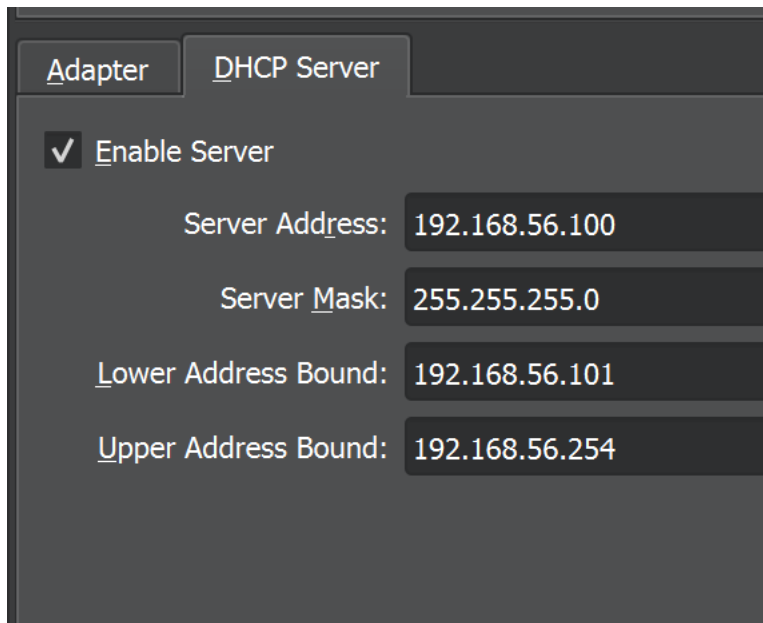 Adapter
DHCP Server
Enable Server
Server Address: 192.168.56.100
Server Mask: 255.255.255.0
Lower Address Bound: 192.168.56.101
Upper Address Bound: 192.168.56.254